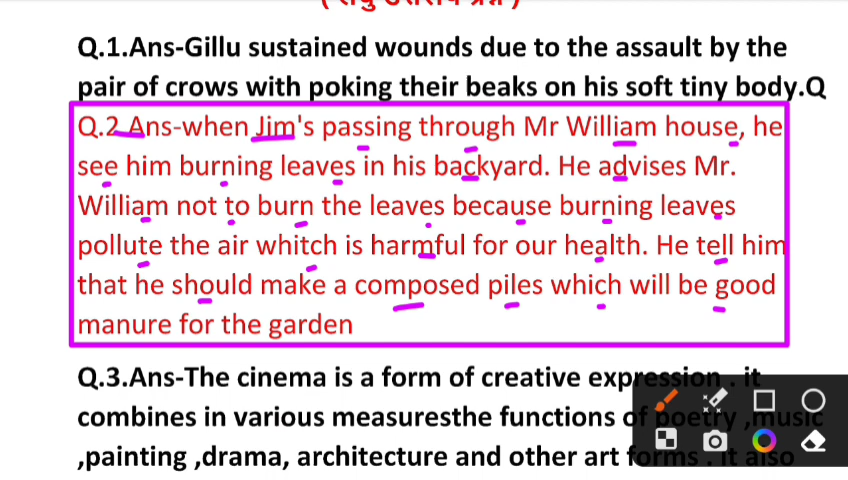 Q.1.Ans-Gillu sustained wounds due to the assault by the
pair of crows with poking their beaks on his soft tiny body.Q
Q.2 Ans-when Jim's passing through Mr William house, he
see him burning leaves in his backyard. He advises Mr.
William not to burn the leaves because burning leaves
pollute the air whitch is harmful for our health. He tell him
that he should make a composed piles which will be good
manure for the garden
Q.3.Ans-The cinema is a form of creative expression . it
combines in various measuresthe functions of poetry ,music
,painting ,drama, architecture and other art forms . It also